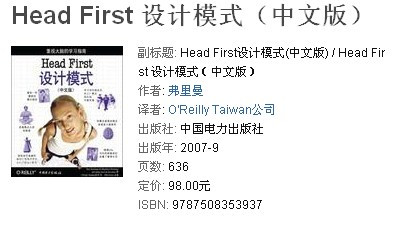 Head First 设计模式（中文版）
副标题: Head First设计模式(中文版) / Head Fir
st 设计模式（中文版）
作者: 弗里曼
译者: O'Reilly Taiwan公司
出版社: 中国电力出版社
出版年: 2007-9
页数: 636
定价: 98.00元
ISBN: 9787508353937
重视大脑的学习指南
Head First
设计模式
(中文版)
O'REILLY